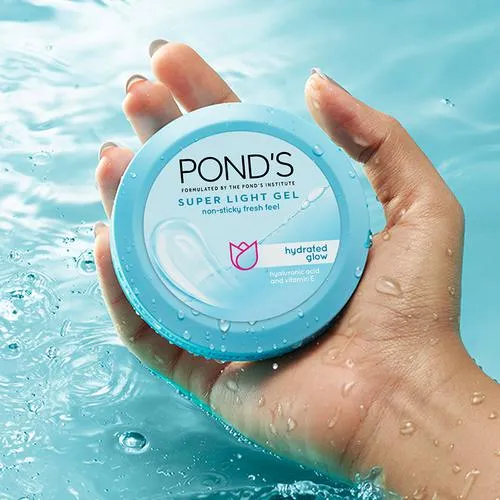 POND'S
FORMULATED BY THE POND'S INSTITUTE
SUPER LIGHT GEL
non-sticky fresh feel
hydrated
glow
hyaluronic acid
and vitamin E